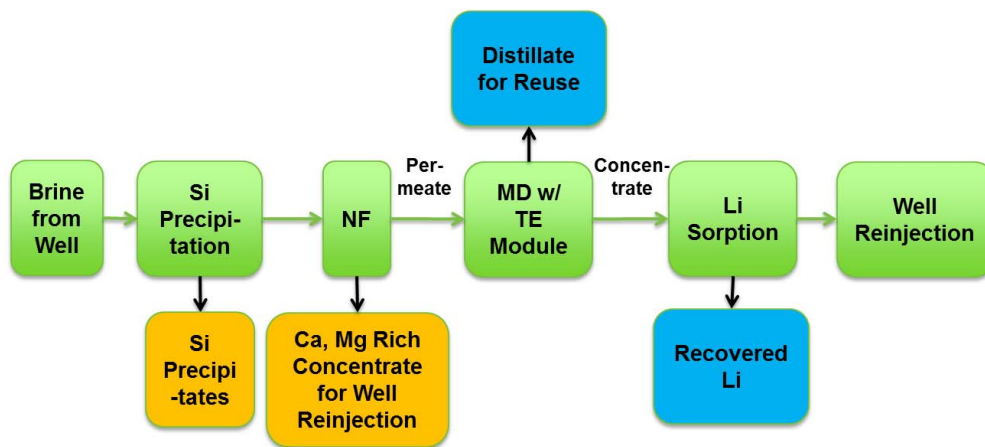 Distillate
for Reuse
Brine
from
Well
Si
Precipi-
tation
NF
Per-
meate
MD w/
TE
Module
Concen-
trate
Li
Sorption
Well
Reinjection
Si
Precipi
-tates
Ca, Mg Rich
Concentrate
for Well
Reinjection
Recovered
Li